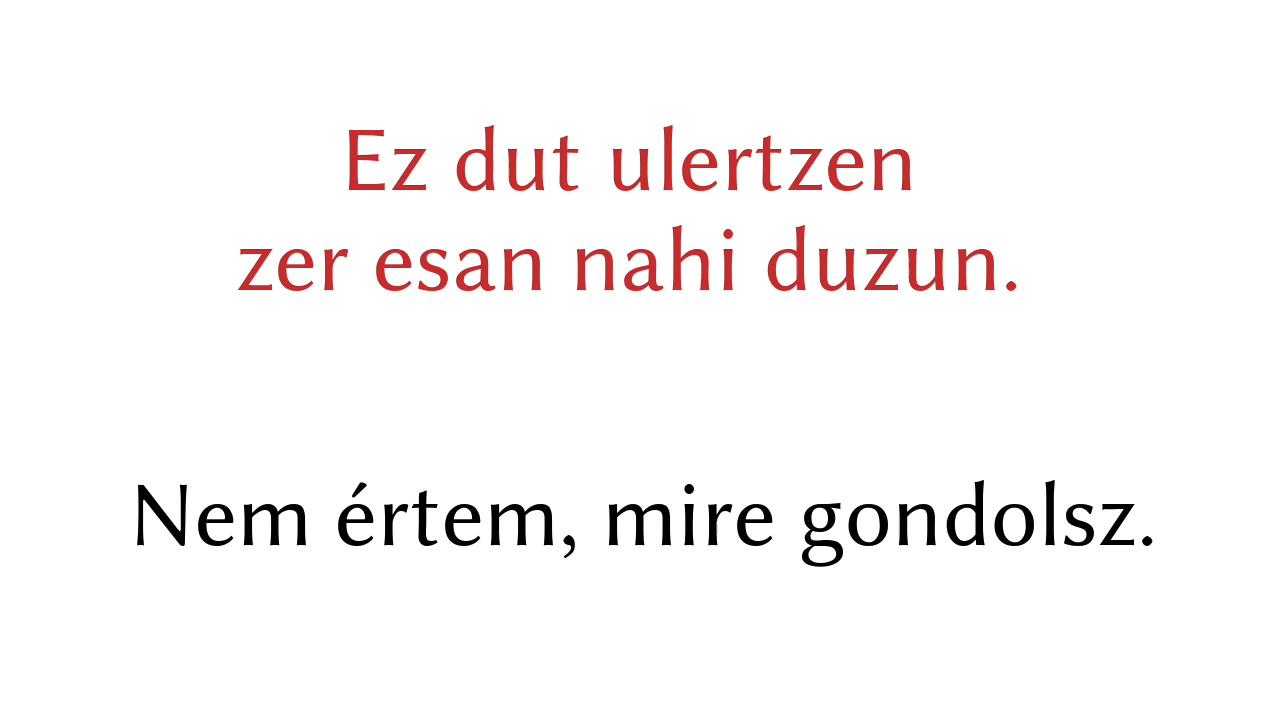 Ez dut ulertzen
zer esan nahi duzun.
Nem értem, mire gondolsz.